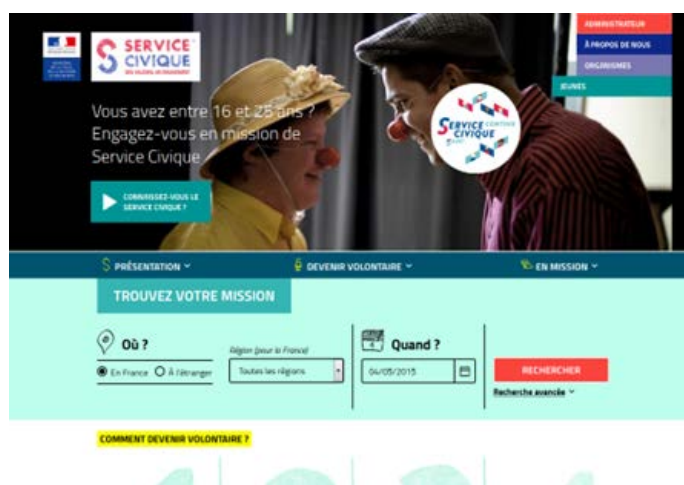 SERVICE
CIVIQUE
ADMINISTRATEUR
À PROPOS DE NOUS
ORGANISMES
JEUNES
Vous avez entre 16 et 25 ans ?
Engagez-vous en mission de
Service Civique
SERVICE
CIVIQUE
CONNAISSEZ-VOUS LE
SERVICE CIVIQUE ?
PRÉSENTATION
DEVENIR VOLONTAIRE
EN MISSION
TROUVEZ VOTRE MISSION
Où ?
Région (pour la France)
Quand ?
En France
À l'étranger
Toutes les régions
04/05/2015
RECHERCHER
Recherche avancée
COMMENT DEVENIR VOLONTAIRE ?